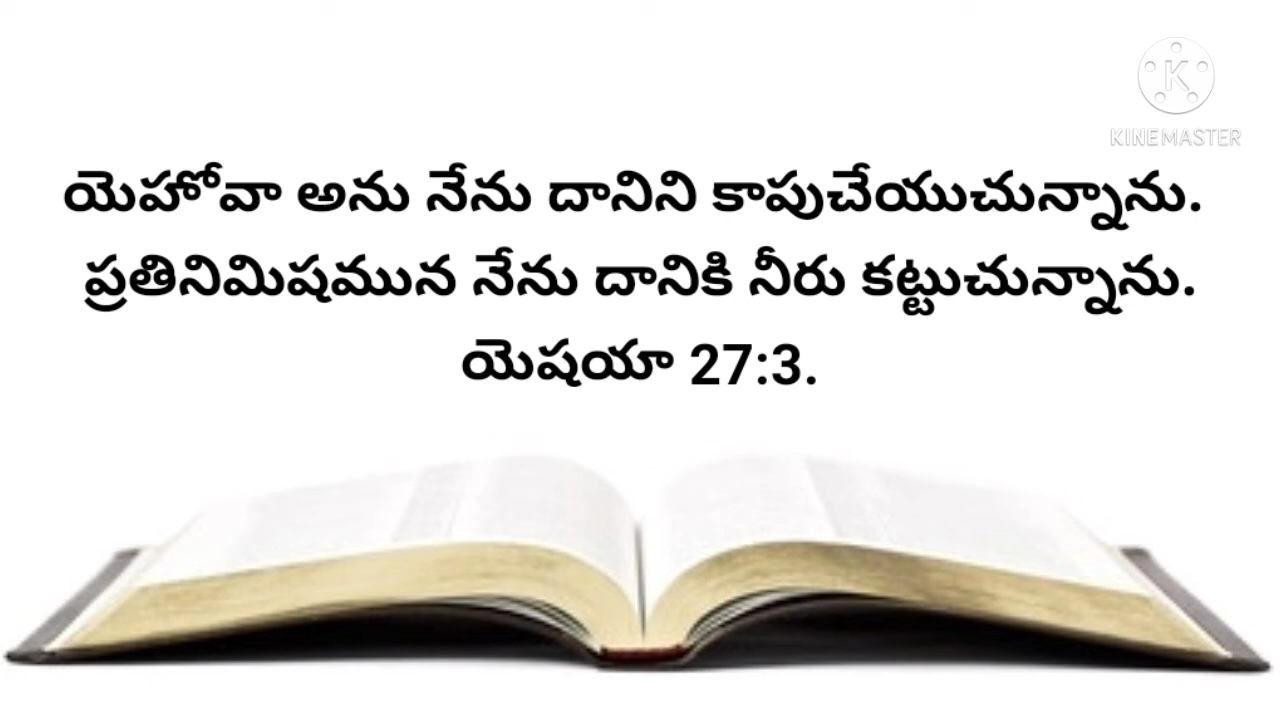 KINEMASTER
యెహోవా అను నేను దానిని కాపుచేయుచున్నాను.
ప్రతినిమిషమున నేను దానికి నీరు కట్టుచున్నాను.
యెషయా 27:3.